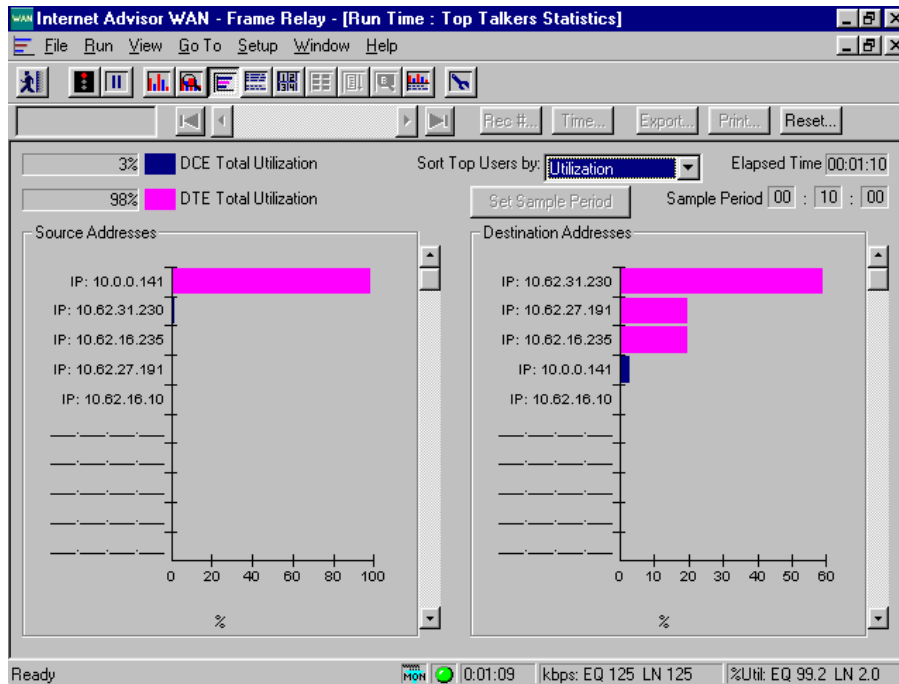 WAN Internet Advisor WAN - Frame Relay - [Run Time : Top Talkers Statistics]
File Run View Go To Setup Window Help
Rec #... Time... Export... Print... Reset...
3% DCE Total Utilization Sort Top Users by: Utilization Elapsed Time 00:01:10
98% DTE Total Utilization Set Sample Period Sample Period 00 : 10 : 00
Source Addresses
IP: 10.0.0.141
IP: 10.62.31.230
IP: 10.62.16.235
IP: 10.62.27.191
IP: 10.62.16.10
0 20 40 60 80 100
%
Destination Addresses
IP: 10.62.31.230
IP: 10.62.27.191
IP: 10.62.16.235
IP: 10.0.0.141
IP: 10.62.16.10
0 10 20 30 40 50 60
%
Ready MON 0:01:09 kbps: EQ 125 LN 125 %Util: EQ 99.2 LN 2.0